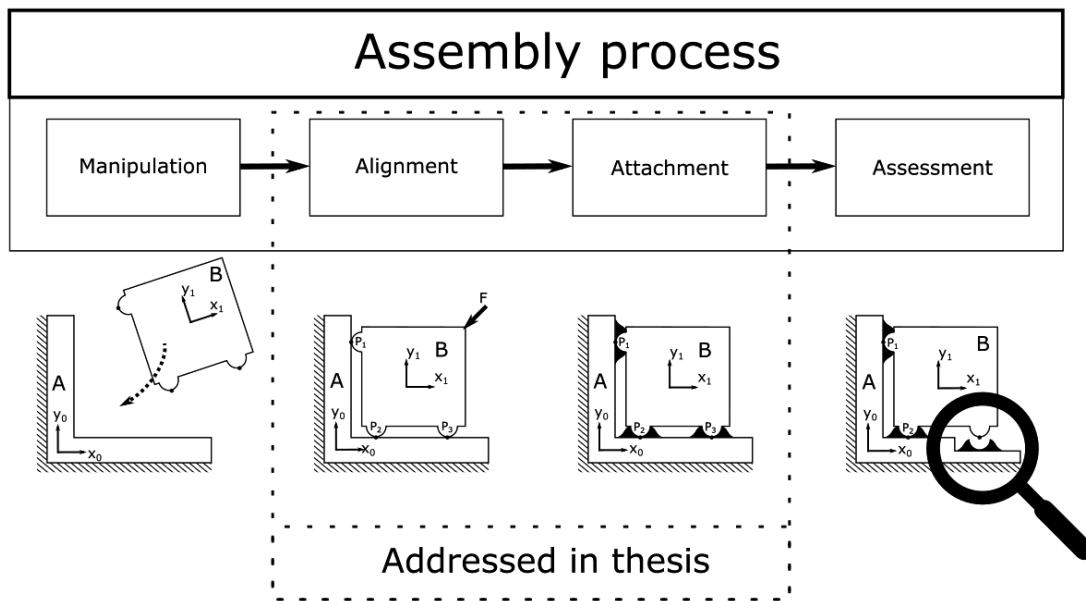 Assembly process
Manipulation
Alignment
Attachment
Assessment
B
y₁
x₁
A
y₀
x₀
F
P₁
B
y₁
x₁
A
P₂
P₃
y₀
x₀
P₁
B
y₁
x₁
A
P₂
P₃
y₀
x₀
P₁
B
y₁
x₁
A
P₂
y₀
x₀
Addressed in thesis